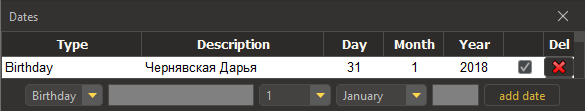 Dates
Type Description Day Month Year Del
Birthday Чернявская Дарья 31 1 2018
Birthday 1 January add date